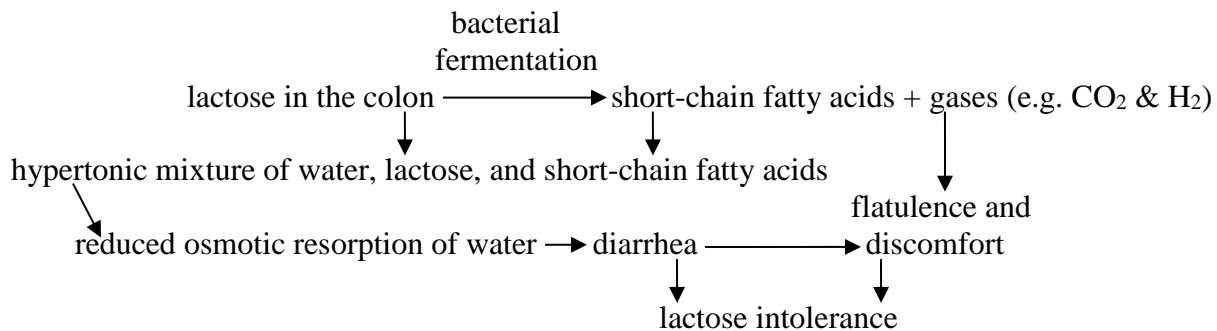 bacterial
fermentation
lactose in the colon short-chain fatty acids + gases (e.g. CO₂ & H₂)
hypertonic mixture of water, lactose, and short-chain fatty acids
flatulence and
reduced osmotic resorption of water diarrhea discomfort
lactose intolerance